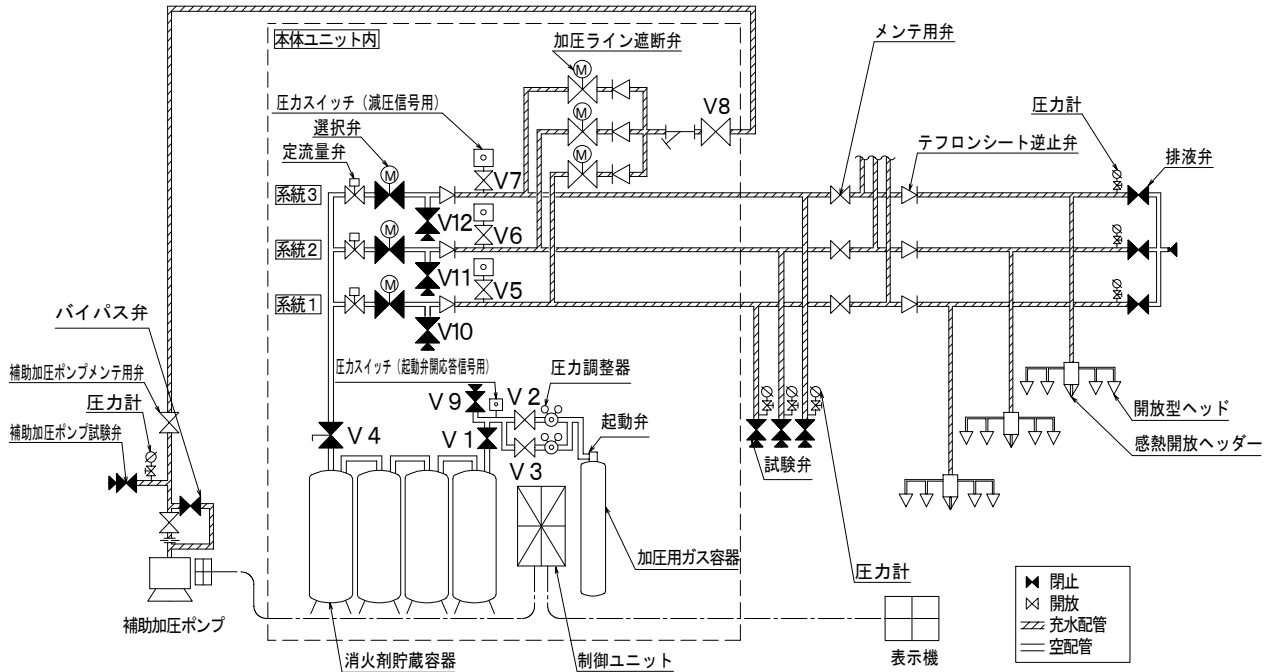 本体ユニット内
加圧ライン遮断弁
メンテ用弁
圧力スイッチ（減圧信号用）
V8
圧力計
選択弁
テフロンシート逆止弁
定流量弁
排液弁
M
M
M
系統3
M
V7
V12
系統2
M
V6
V11
系統1
M
V5
V10
バイパス弁
圧力スイッチ（起動弁開応答信号用）
圧力調整器
補助加圧ポンプメンテ用弁
V9
V2
起動弁
開放型ヘッド
圧力計
V4
V1
感熱開放ヘッダー
補助加圧ポンプ試験弁
V3
試験弁
加圧用ガス容器
圧力計
補助加圧ポンプ
消火剤貯蔵容器
制御ユニット
表示機
閉止
開放
充水配管
空配管